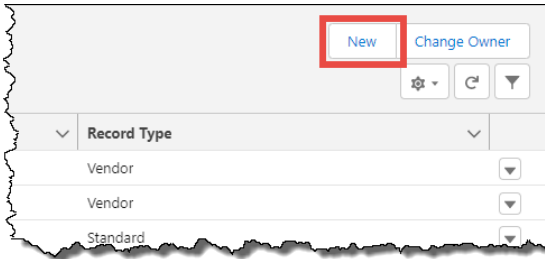 New Change Owner
Record Type
Vendor
Vendor
Standard